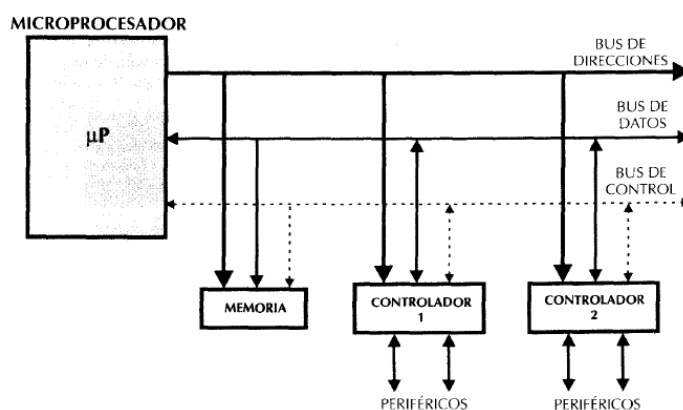 MICROPROCESADOR
µP
BUS DE
DIRECCIONES
BUS DE
DATOS
BUS DE
CONTROL
MEMORIA
CONTROLADOR
1
CONTROLADOR
2
PERIFÉRICOS
PERIFÉRICOS